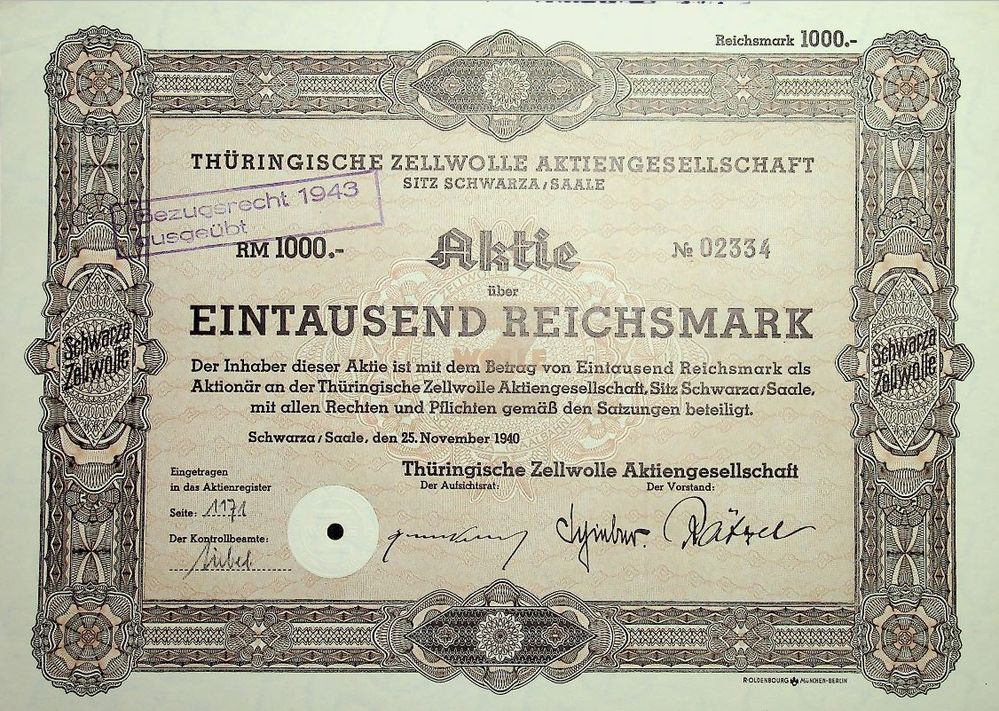 Reichsmark 1000.-
THÜRINGISCHE ZELLWOLLE AKTIENGESELLSCHAFT
SITZ SCHWARZA/SAALE
Bezugsrecht 1943
ausgeübt
RM 1000.-
Aktie
№ 02334
über
EINTAUSEND REICHSMARK
Schwarza
Zellwolle
Schwarza
Zellwolle
Der Inhaber dieser Aktie ist mit dem Betrag von Eintausend Reichsmark als
Aktionär an der Thüringische Zellwolle Aktiengesellschaft, Sitz Schwarza/Saale,
mit allen Rechten und Pflichten gemäß den Satzungen beteiligt.
Schwarza/Saale, den 25. November 1940
Thüringische Zellwolle Aktiengesellschaft
Der Aufsichtsrat:
Der Vorstand:
Eingetragen
in das Aktienregister
Seite: 1171
Der Kontrollbeamte:
Rätzel
R·OLDENBOURG MÜNCHEN-BERLIN